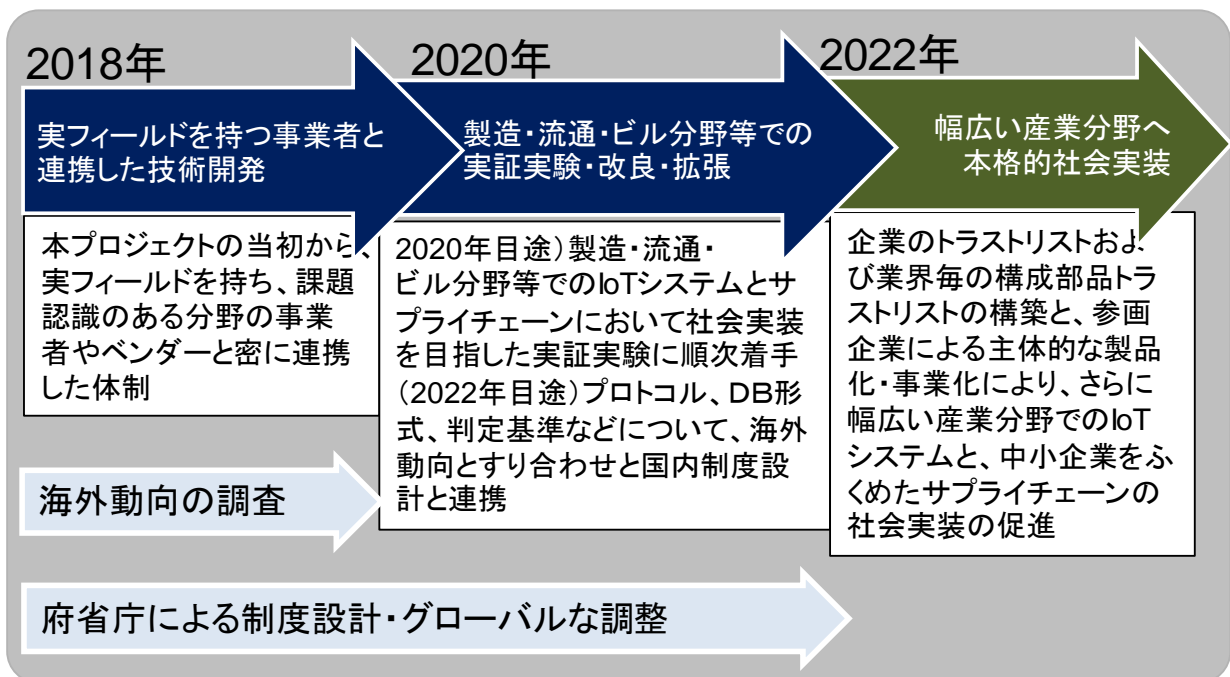 2018年
実フィールドを持つ事業者と
連携した技術開発
本プロジェクトの当初から、
実フィールドを持ち、課題
認識のある分野の事業
者やベンダーと密に連携
した体制
2020年
製造・流通・ビル分野等での
実証実験・改良・拡張
2020年目途）製造・流通・
ビル分野等でのIoTシステムとサ
プライチェーンにおいて社会実装
を目指した実証実験に順次着手
（2022年目途）プロトコル、DB形
式、判定基準などについて、海外
動向とすり合わせと国内制度設
計と連携
2022年
幅広い産業分野へ
本格的社会実装
企業のトラストリストおよ
び業界毎の構成部品トラ
ストリストの構築と、参画
企業による主体的な製品
化・事業化により、さらに
幅広い産業分野でのIoT
システムと、中小企業をふ
くめたサプライチェーンの
社会実装の促進
海外動向の調査
府省庁による制度設計・グローバルな調整